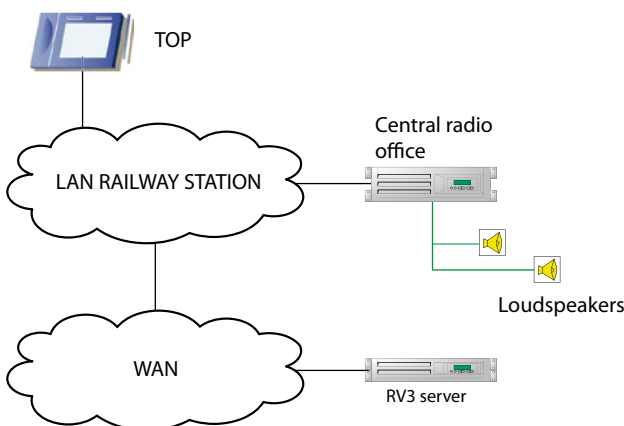 TOP
Central radio
office
LAN RAILWAY STATION
Loudspeakers
WAN
RV3 server